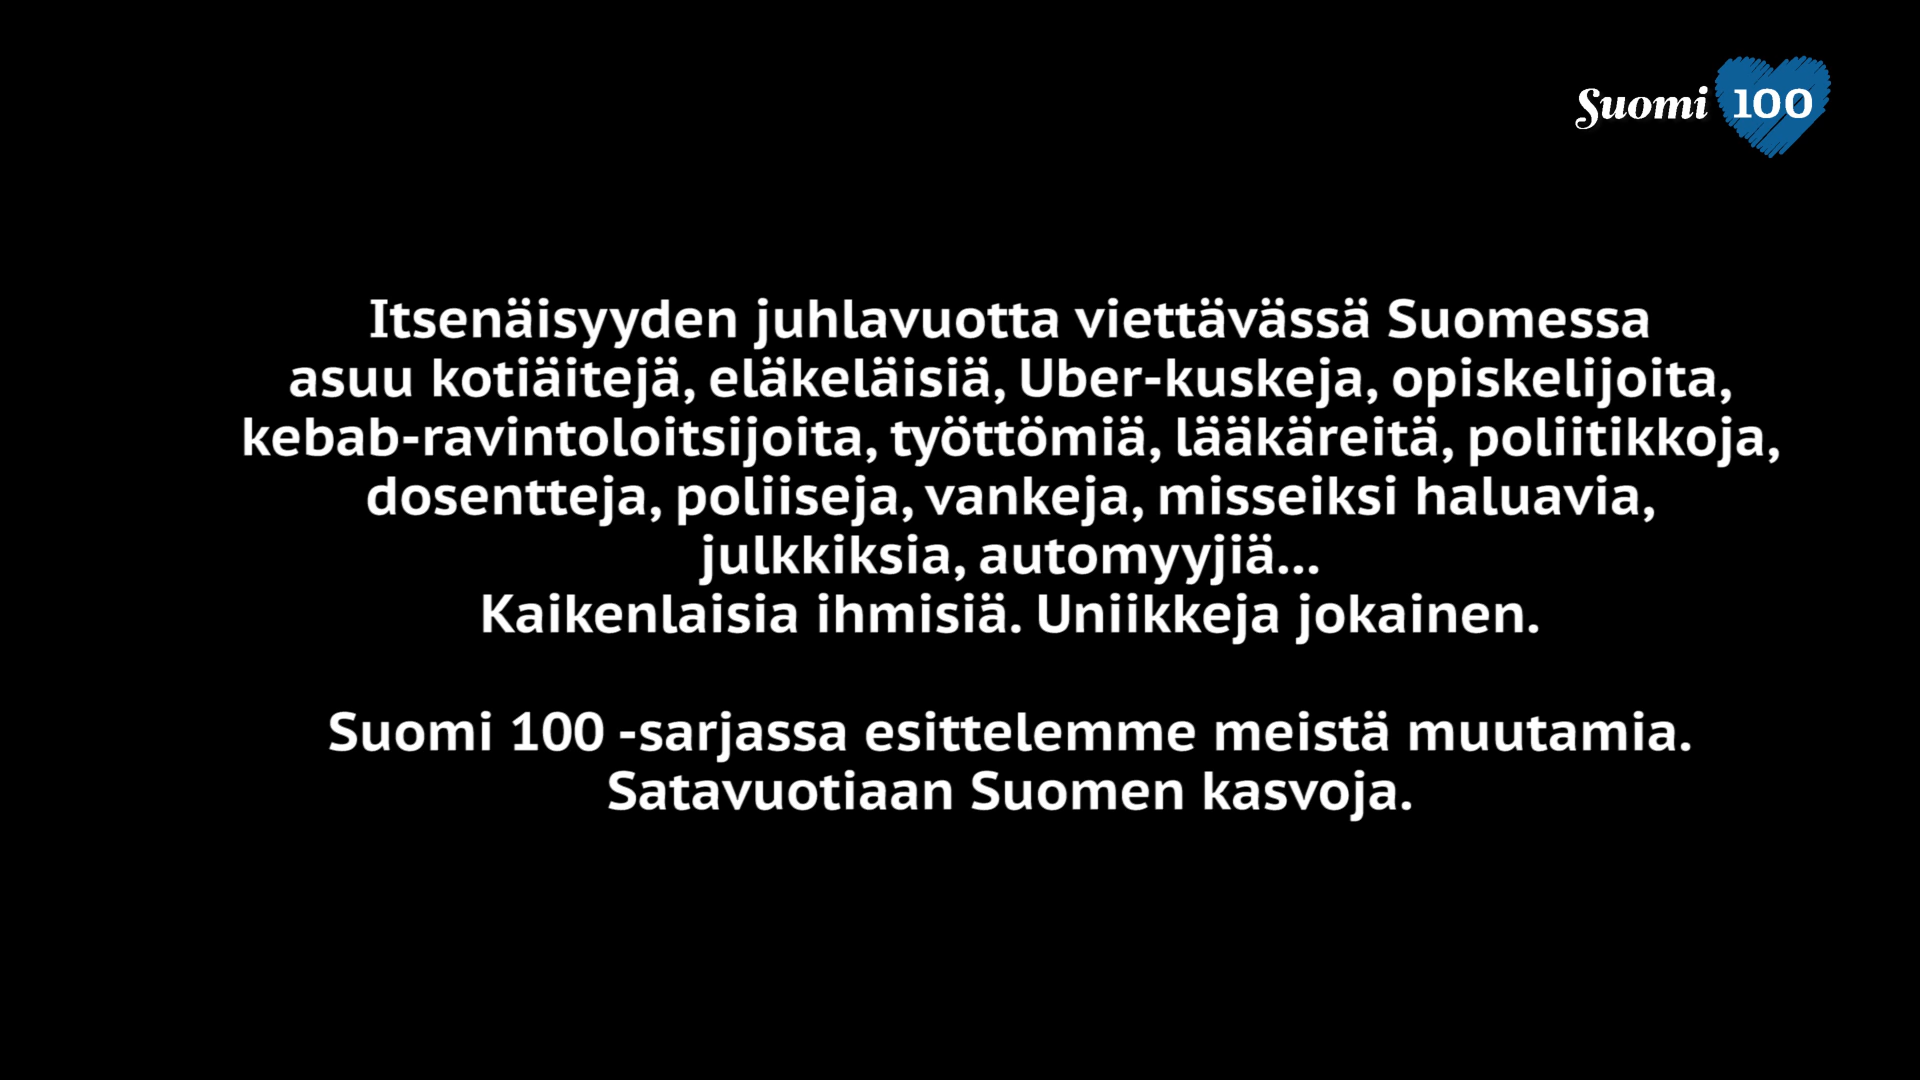 Suomi 100
Itsenäisyyden juhlavuotta viettävässä Suomessa
asuu kotiäitejä, eläkeläisiä, Uber-kuskeja, opiskelijoita,
kebab-ravintoloitsijoita, työttömiä, lääkäreitä, poliitikkoja,
dosentteja, poliiseja, vankeja, misseiksi haluavia,
julkkiksia, automyyjiä...
Kaikenlaisia ihmisiä. Uniikkeja jokainen.
Suomi 100 -sarjassa esittelemme meistä muutamia.
Satavuotiaan Suomen kasvoja.